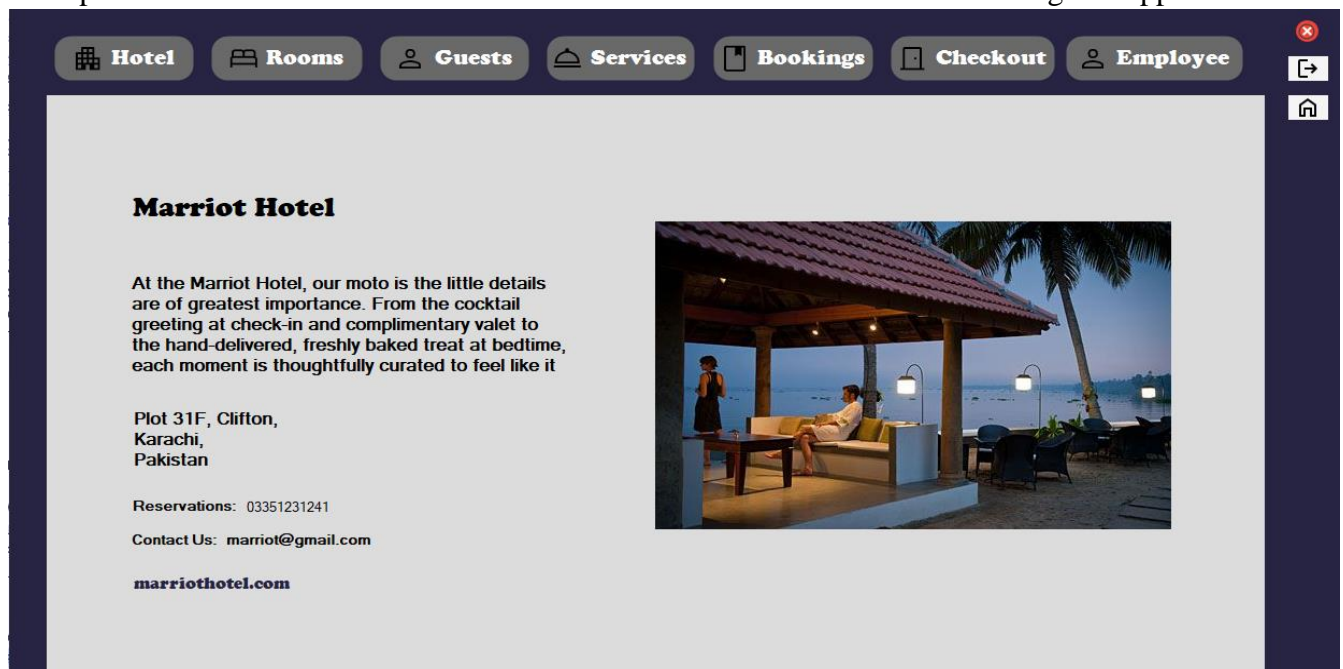 Hotel Rooms Guests Services Bookings Checkout Employee
Marriot Hotel
At the Marriot Hotel, our moto is the little details
are of greatest importance. From the cocktail
greeting at check-in and complimentary valet to
the hand-delivered, freshly baked treat at bedtime,
each moment is thoughtfully curated to feel like it
Plot 31F, Clifton,
Karachi,
Pakistan
Reservations: 03351231241
Contact Us: marriot@gmail.com
marriothotel.com